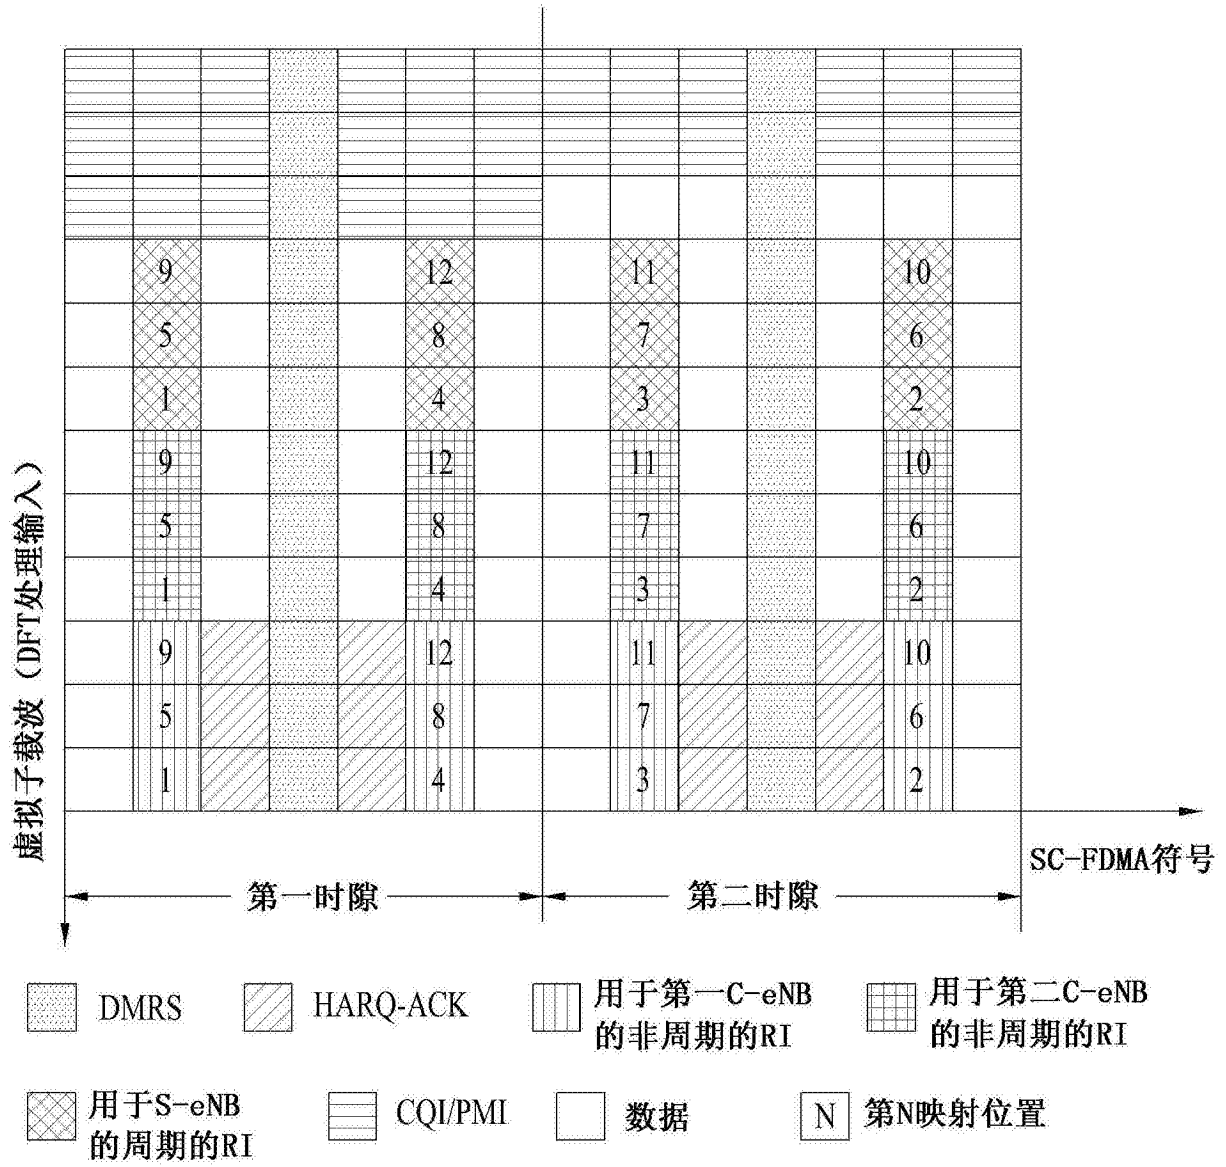 9 12 11 10
5 8 7 6
1 4 3 2
9 12 11 10
5 8 7 6
1 4 3 2
9 12 11 10
5 8 7 6
1 4 3 2
虚拟子载波（DFT处理输入）
SC-FDMA符号
第一时隙 第二时隙
DMRS
HARQ-ACK
用于第一C-eNB
的非周期的RI
用于第二C-eNB
的非周期的RI
用于S-eNB
的周期的RI
CQI/PMI
数据
N 第N映射位置